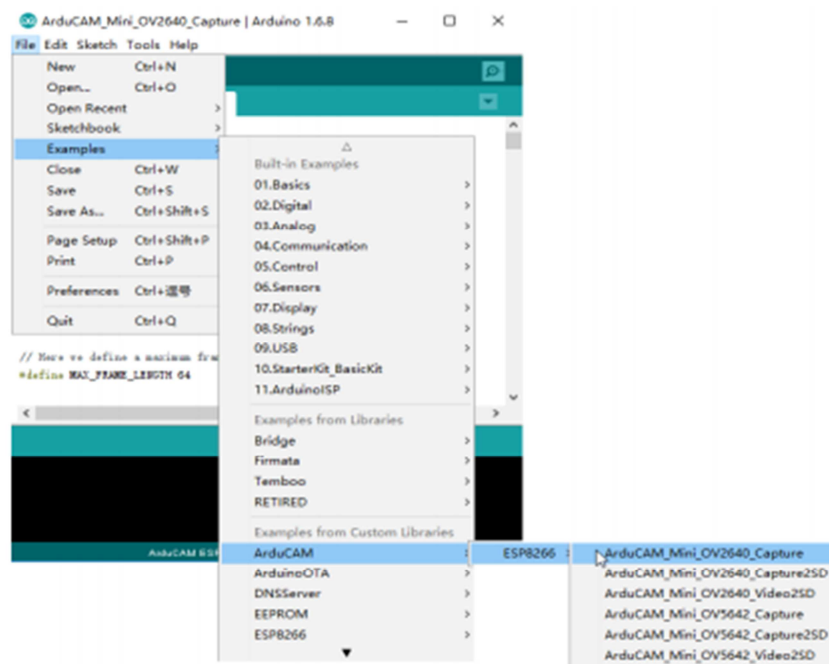 ArduCAM_Mini_OV2640_Capture | Arduino 1.6.8
File Edit Sketch Tools Help
New Ctrl+N
Open... Ctrl+O
Open Recent
Sketchbook
Examples
Close Ctrl+W
Save Ctrl+S
Save As... Ctrl+Shift+S
Page Setup Ctrl+Shift+P
Print Ctrl+P
Preferences Ctrl+逗号
Quit Ctrl+Q
// Here we define a maximum fra
#define MAX_FRAME_LENGTH 64
Built-in Examples
01.Basics
02.Digital
03.Analog
04.Communication
05.Control
06.Sensors
07.Display
08.Strings
09.USB
10.StarterKit_BasicKit
11.ArduinoISP
Examples from Libraries
Bridge
Firmata
Temboo
RETIRED
Examples from Custom Libraries
ArduCAM
ArduinoOTA
DNSServer
EEPROM
ESP8266
ArduCAM ESP
ESP8266
ArduCAM_Mini_OV2640_Capture
ArduCAM_Mini_OV2640_Capture2SD
ArduCAM_Mini_OV2640_Video2SD
ArduCAM_Mini_OV5642_Capture
ArduCAM_Mini_OV5642_Capture2SD
ArduCAM_Mini_OV5642_Video2SD